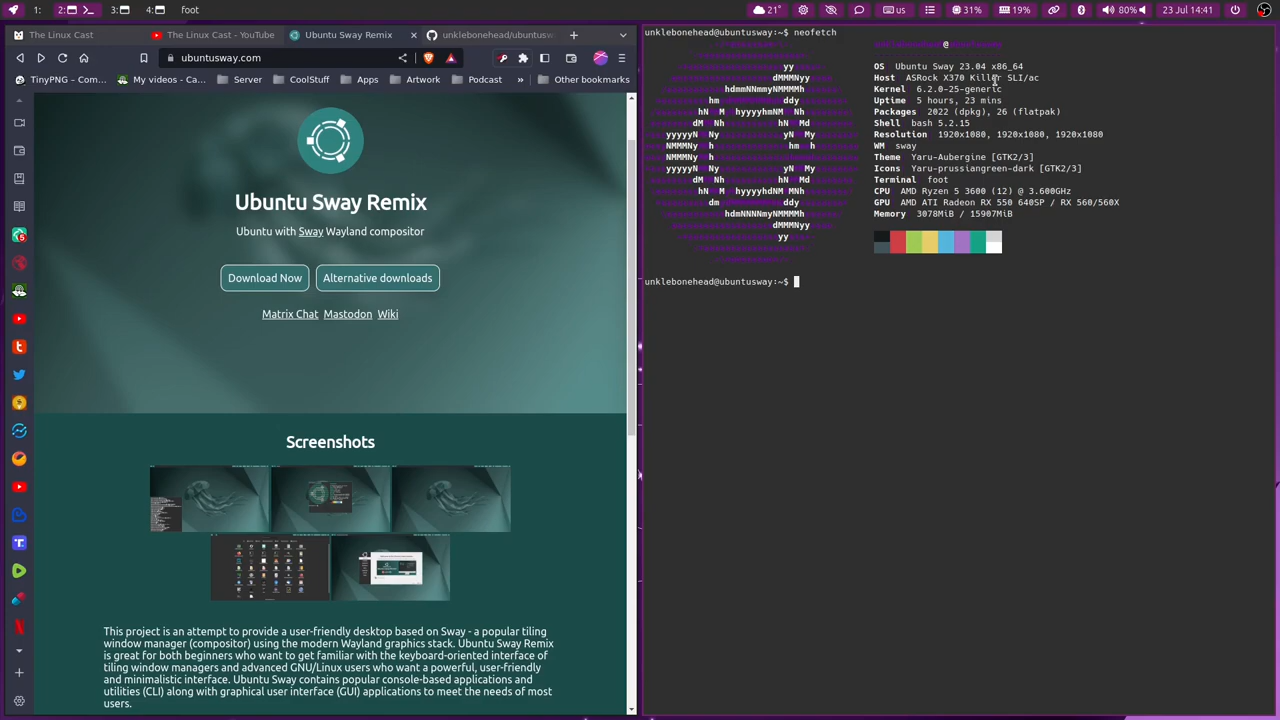 1: 2: 3: 4: foot
21° us 31% 19% 80% 23 Jul 14:41
The Linux Cast
The Linux Cast - YouTube
Ubuntu Sway Remix
unklebonehead/ubuntusw
ubuntusway.com
TinyPNG – Com... My videos - Ca... CoolStuff Apps Linux Work Podcast
Ubuntu Sway Remix
Ubuntu with Sway Wayland compositor
Download Now Alternative downloads
Matrix Chat Mastodon Wiki
Screenshots
This project is an attempt to provide a user-friendly desktop based on Sway - a popular tiling
window manager (compositor) using the modern Wayland graphics stack. Ubuntu Sway Remix
is great for both beginners who want to get familiar with the keyboard-oriented interface of
tiling window managers and advanced GNU/Linux users who want a powerful, user-friendly
and minimalistic interface. Ubuntu Sway contains popular console-based applications and
utilities (CLI) along with graphical user interface (GUI) applications to meet the needs of most
users.
unklebonehead@ubuntusway:~$ neofetch
unklebonehead@ubuntusway
OS Ubuntu Sway 23.04 x86_64
Host ASRock X370 Killer SLI/ac
Kernel 6.2.0-25-generic
Uptime 5 hours, 23 mins
Packages 2022 (dpkg), 26 (flatpak)
Shell bash 5.2.15
Resolution 1920x1080, 1920x1080, 1920x1080
WM sway
Theme Yaru-Aubergine [GTK2/3]
Icons Yaru-prussiangreen-dark [GTK2/3]
Terminal foot
CPU AMD Ryzen 5 3600 (12) @ 3.600GHz
GPU AMD ATI Radeon RX 550 640SP / RX 560/560X
Memory 3078MiB / 15907MiB
unklebonehead@ubuntusway:~$